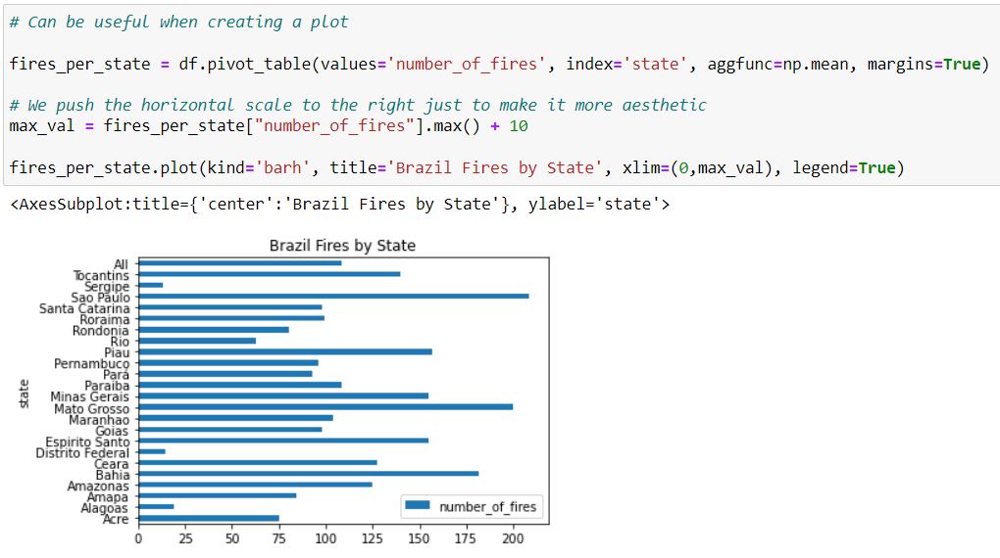 # Can be useful when creating a plot
fires_per_state = df.pivot_table(values='number_of_fires', index='state', aggfunc=np.mean, margins=True)
# We push the horizontal scale to the right just to make it more aesthetic
max_val = fires_per_state["number_of_fires"].max() + 10
fires_per_state.plot(kind='barh', title='Brazil Fires by State', xlim=(0,max_val), legend=True)
<AxesSubplot:title={'center':'Brazil Fires by State'}, ylabel='state'>
Brazil Fires by State
All
Tocantins
Sergipe
Sao Paulo
Santa Catarina
Roraima
Rondonia
Rio
Piau
Pernambuco
Pará
Paraiba
Minas Gerais
Mato Grosso
Maranhao
Goias
Espirito Santo
Distrito Federal
Ceara
Bahia
Amazonas
Amapa
Alagoas
Acre
state
number_of_fires
0 25 50 75 100 125 150 175 200